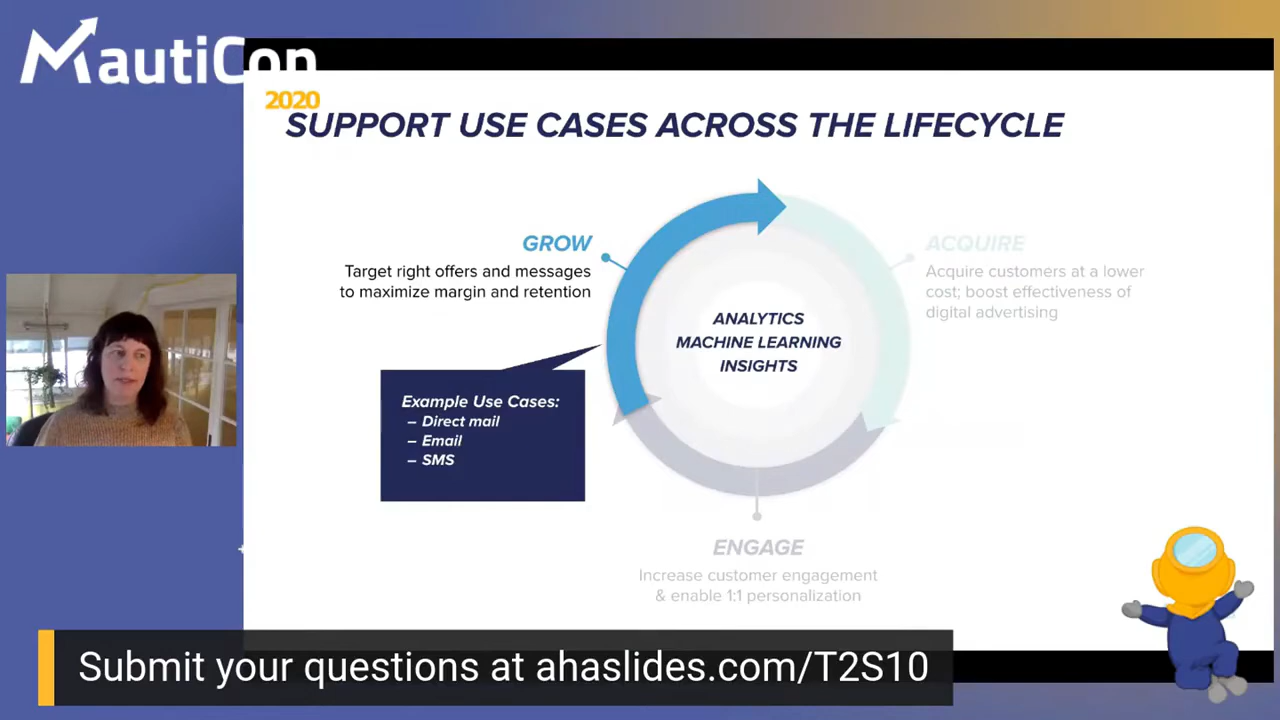 MautiCon
2020
SUPPORT USE CASES ACROSS THE LIFECYCLE
GROW
Target right offers and messages
to maximize margin and retention
ACQUIRE
Acquire customers at a lower
cost; boost effectiveness of
digital advertising
ANALYTICS
MACHINE LEARNING
INSIGHTS
Example Use Cases:
– Direct mail
– Email
– SMS
ENGAGE
Increase customer engagement
& enable 1:1 personalization
Submit your questions at ahaslides.com/T2S10